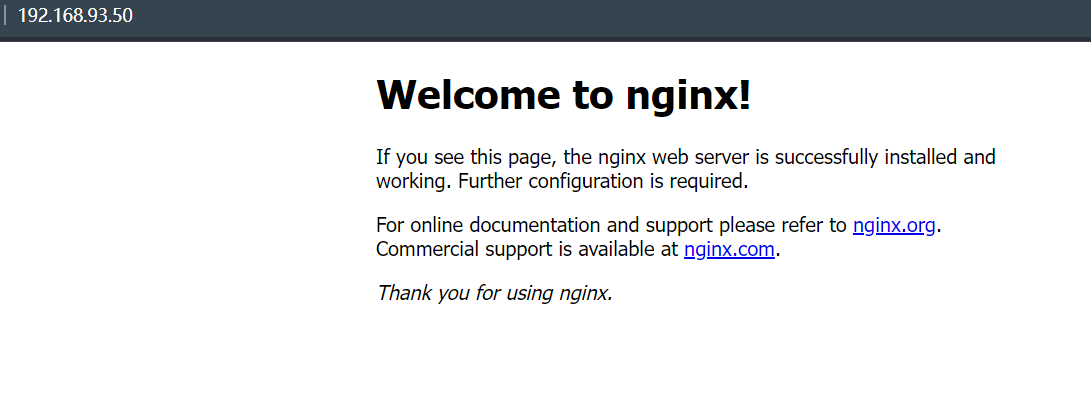 192.168.93.50
Welcome to nginx!
If you see this page, the nginx web server is successfully installed and
working. Further configuration is required.
For online documentation and support please refer to nginx.org.
Commercial support is available at nginx.com.
Thank you for using nginx.